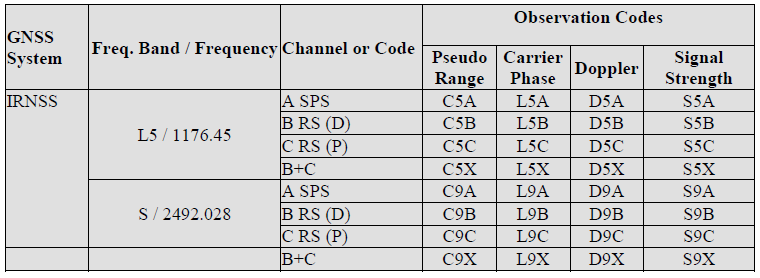 GNSS System Freq. Band / Frequency Channel or Code Observation Codes
Pseudo Range Carrier Phase Doppler Signal Strength
IRNSS L5 / 1176.45 A SPS C5A L5A D5A S5A
B RS (D) C5B L5B D5B S5B
C RS (P) C5C L5C D5C S5C
B+C C5X L5X D5X S5X
S / 2492.028 A SPS C9A L9A D9A S9A
B RS (D) C9B L9B D9B S9B
C RS (P) C9C L9C D9C S9C
B+C C9X L9X D9X S9X